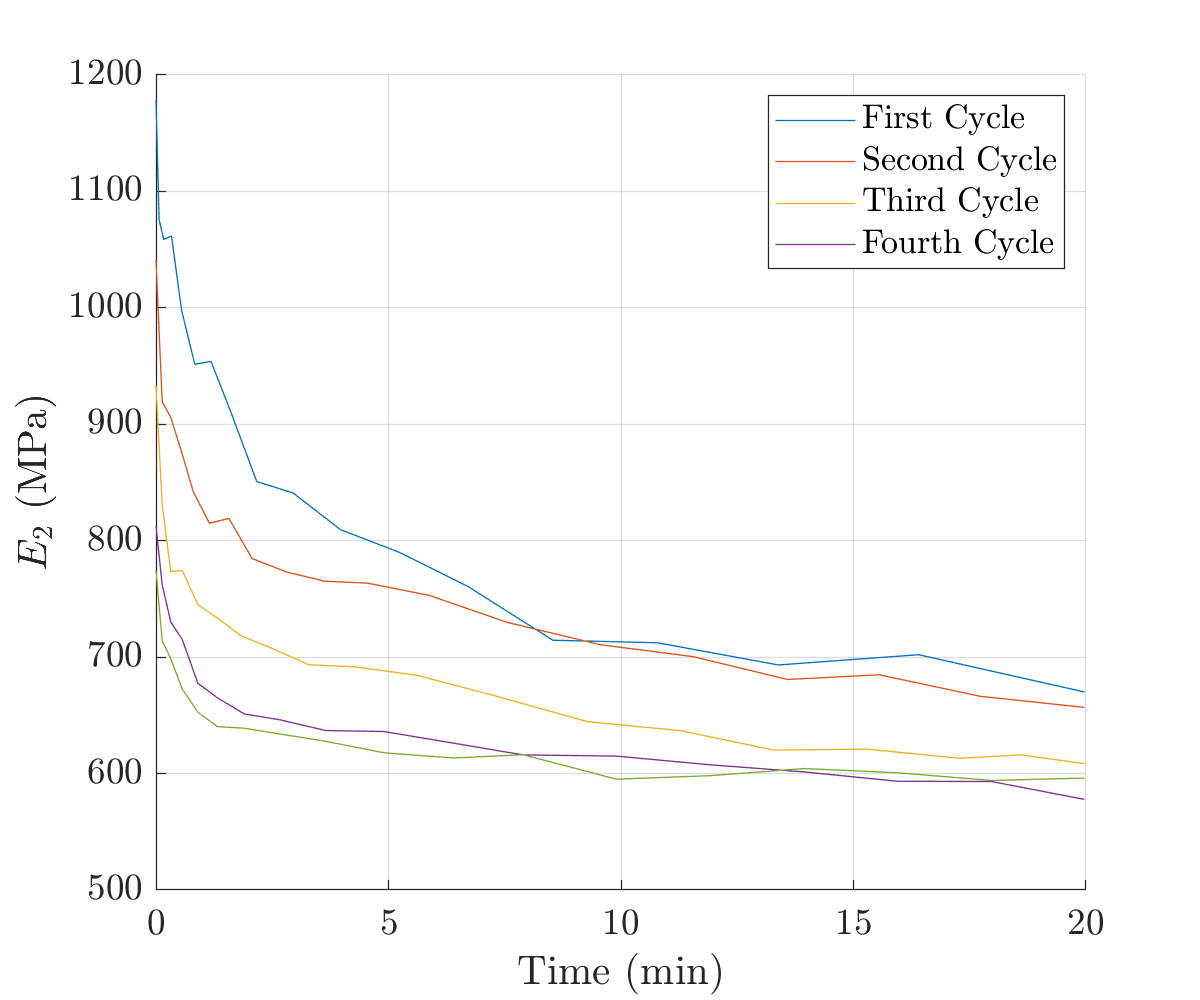 1200
1100
1000
900
800
700
600
500
E2 (MPa)
First Cycle
Second Cycle
Third Cycle
Fourth Cycle
0 5 10 15 20
Time (min)